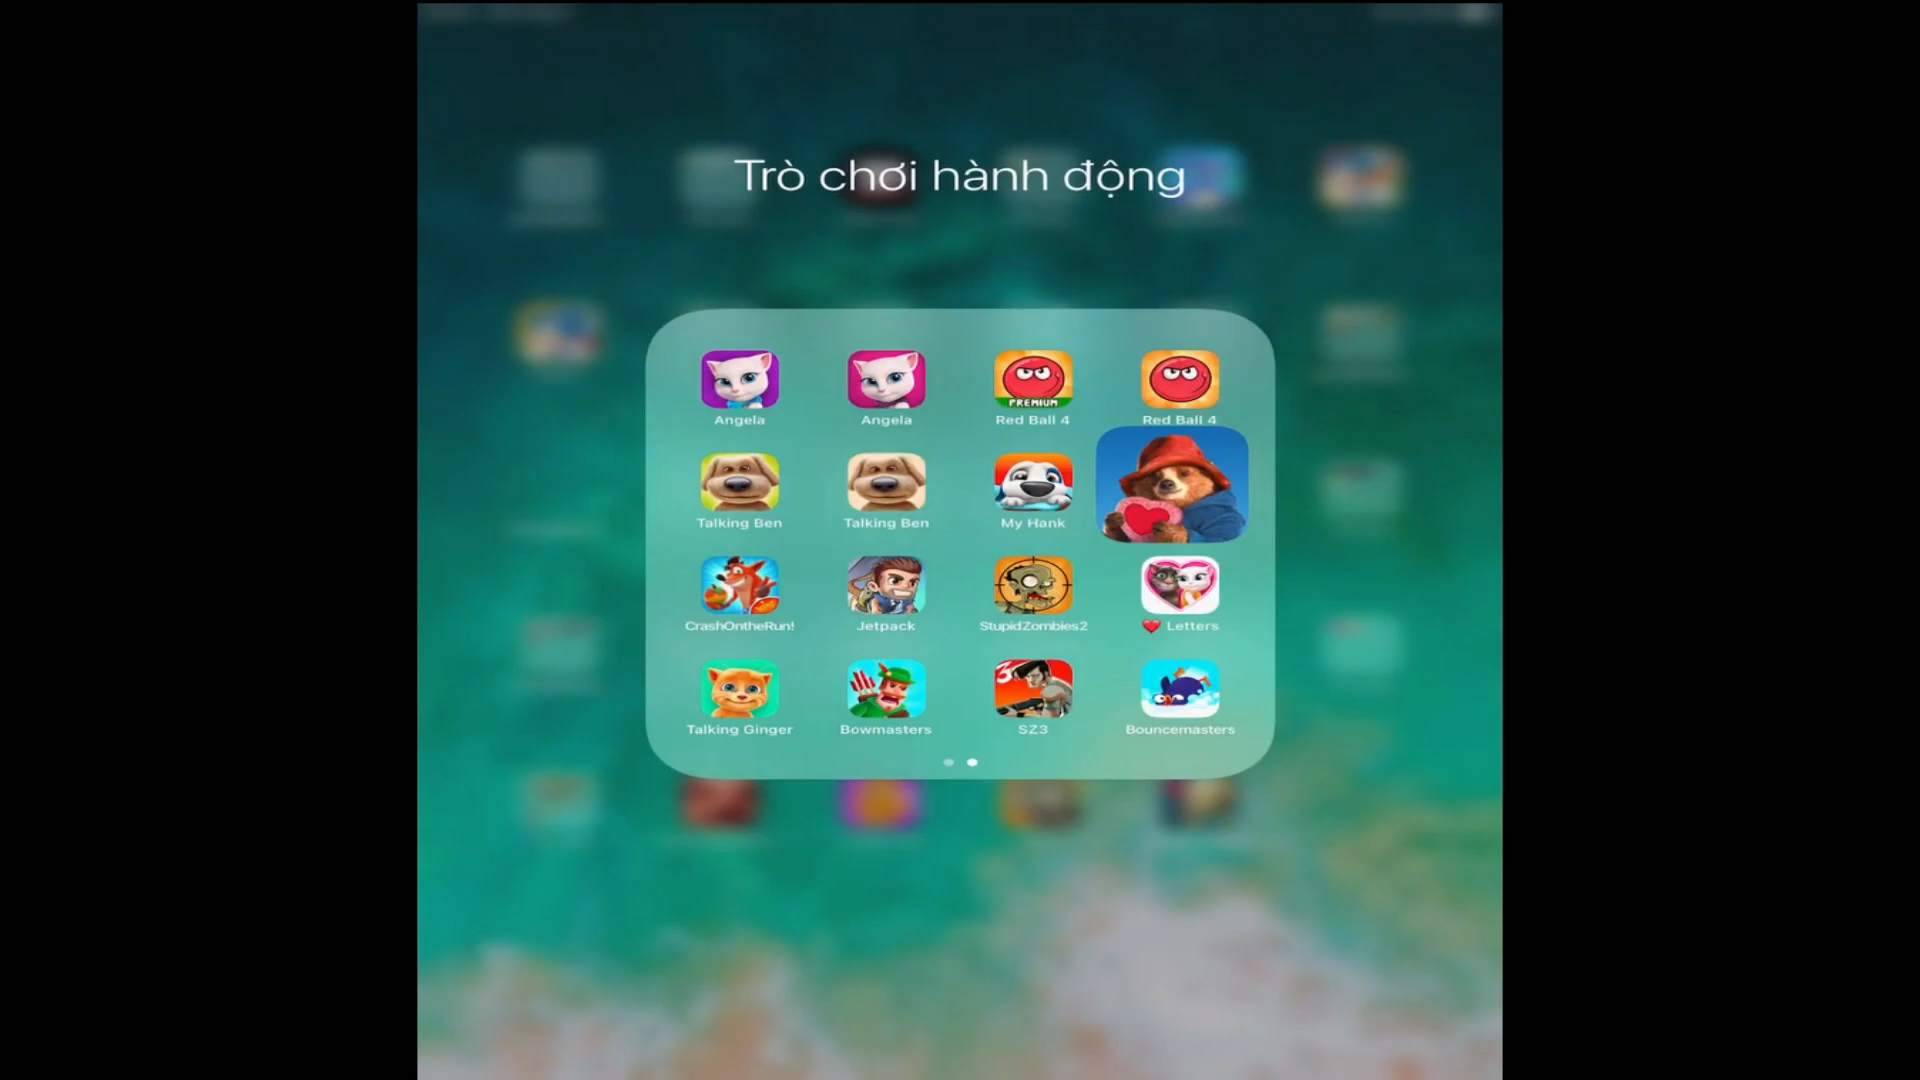 Trò chơi hành động
Angela
Angela
PREMIUM
Red Ball 4
Red Ball 4
Talking Ben
Talking Ben
My Hank
CrashOntheRun!
Jetpack
StupidZombies2
❤️ Letters
3
Talking Ginger
Bowmasters
SZ3
Bouncemasters